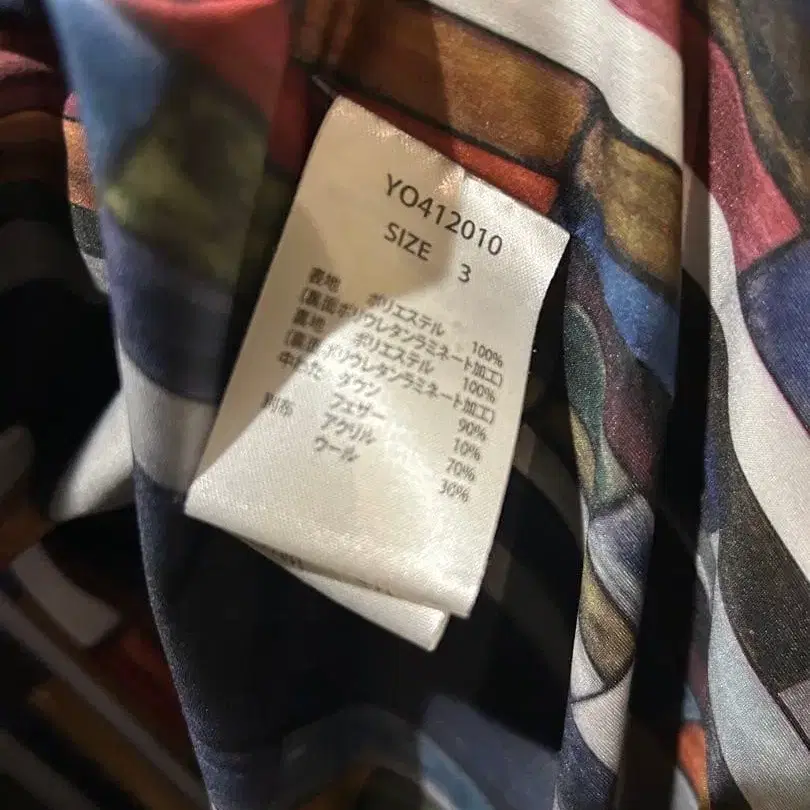 YO412010
SIZE 3
表地 ポリエステル 100%
(裏面ポリウレタンラミネート加工)
裏地 ポリエステル 100%
(裏面ポリウレタンラミネート加工)
中わた ダウン 90%
フェザー 10%
別布 アクリル 70%
ウール 30%